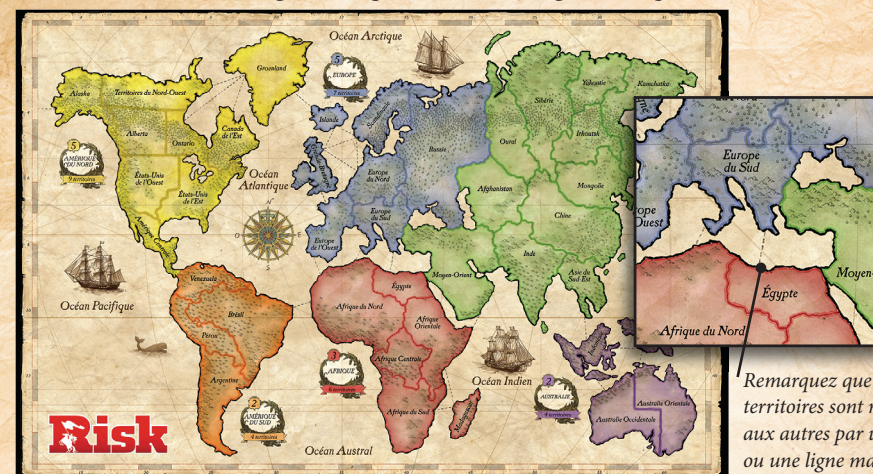 Océan Arctique
Groenland
5
EUROPE
7 territoires
Alaska
Territoires du Nord-Ouest
Islande
Scandinavie
Sibérie
Yakoutie
Kamchatka
Alberta
Ontario
Canada
de l'Est
Russie
Oural
Irkoutsk
5
AMÉRIQUE
DU NORD
9 territoires
États-Unis
de l'Ouest
États-Unis
de l'Est
Océan
Atlantique
Europe
du Nord
Europe
du Sud
Europe
de l'Ouest
Afghanistan
Mongolie
Chine
Amérique Centrale
N
E
S
O
Moyen-Orient
Inde
Asie du
Sud-Est
Océan Pacifique
Venezuela
Brésil
Pérou
Argentine
Afrique du Nord
Égypte
Afrique
Orientale
Afrique Centrale
Afrique du Sud
Madagascar
3
AFRIQUE
6 territoires
2
AMÉRIQUE
DU SUD
4 territoires
Océan Indien
2
AUSTRALIE
4 territoires
Australie Orientale
Australie Occidentale
Océan Austral
Risk
Europe
du Sud
rope
Ouest
Moyen-
Égypte
Afrique du Nord
Remarquez que
territoires sont
aux autres par
ou une ligne ma